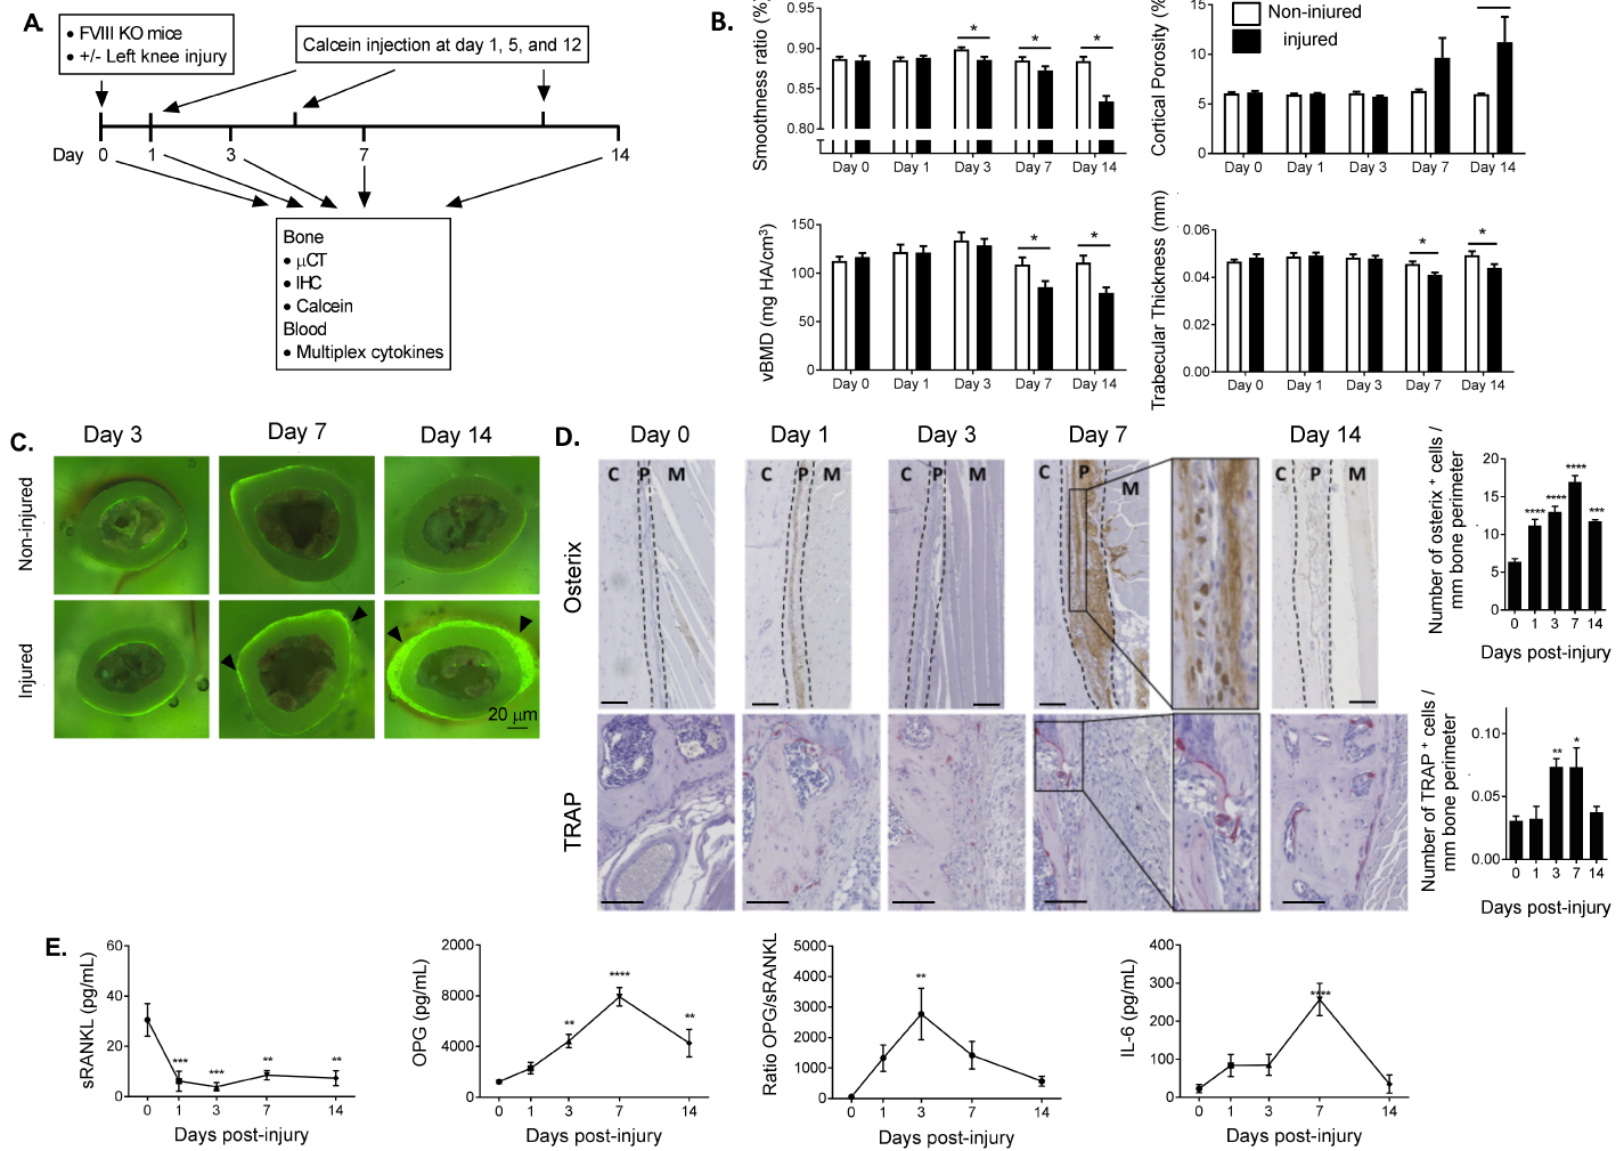 A.
• FVIII KO mice
• +/- Left knee injury
Calcein injection at day 1, 5, and 12
Day 0 1 3 7 14
Bone
• μCT
• IHC
• Calcein
Blood
• Multiplex cytokines
B.
Smoothness ratio (%)
0.95
0.90
0.85
0.80
* * *
Day 0 Day 1 Day 3 Day 7 Day 14
Cortical Porosity (%
15
10
5
0
Non-injured
injured
Day 0 Day 1 Day 3 Day 7 Day 14
vBMD (mg HA/cm³)
150
100
50
0
* *
Day 0 Day 1 Day 3 Day 7 Day 14
Trabecular Thickness (mm)
0.06
0.04
0.02
0.00
* *
Day 0 Day 1 Day 3 Day 7 Day 14
C.
Day 3 Day 7 Day 14
Non-injured
Injured
20 μm
D.
Day 0 Day 1 Day 3 Day 7 Day 14
Osterix
C P M C P M C P M C P M C P M
TRAP
Number of osterix + cells /
mm bone perimeter
20
15
10
5
0
**** **** **** ***
0 1 3 7 14
Days post-injury
Number of TRAP + cells /
mm bone perimeter
0.10
0.05
0.00
** *
0 1 3 7 14
Days post-injury
E.
sRANKL (pg/mL)
60
40
20
0
*** *** ** **
0 1 3 7 14
Days post-injury
OPG (pg/mL)
2000
8000
4000
0
** **** **
0 1 3 7 14
Days post-injury
Ratio OPG/sRANKL
5000
4000
3000
2000
1000
0
**
0 1 3 7 14
Days post-injury
IL-6 (pg/mL)
400
300
200
100
0
****
0 1 3 7 14
Days post-injury